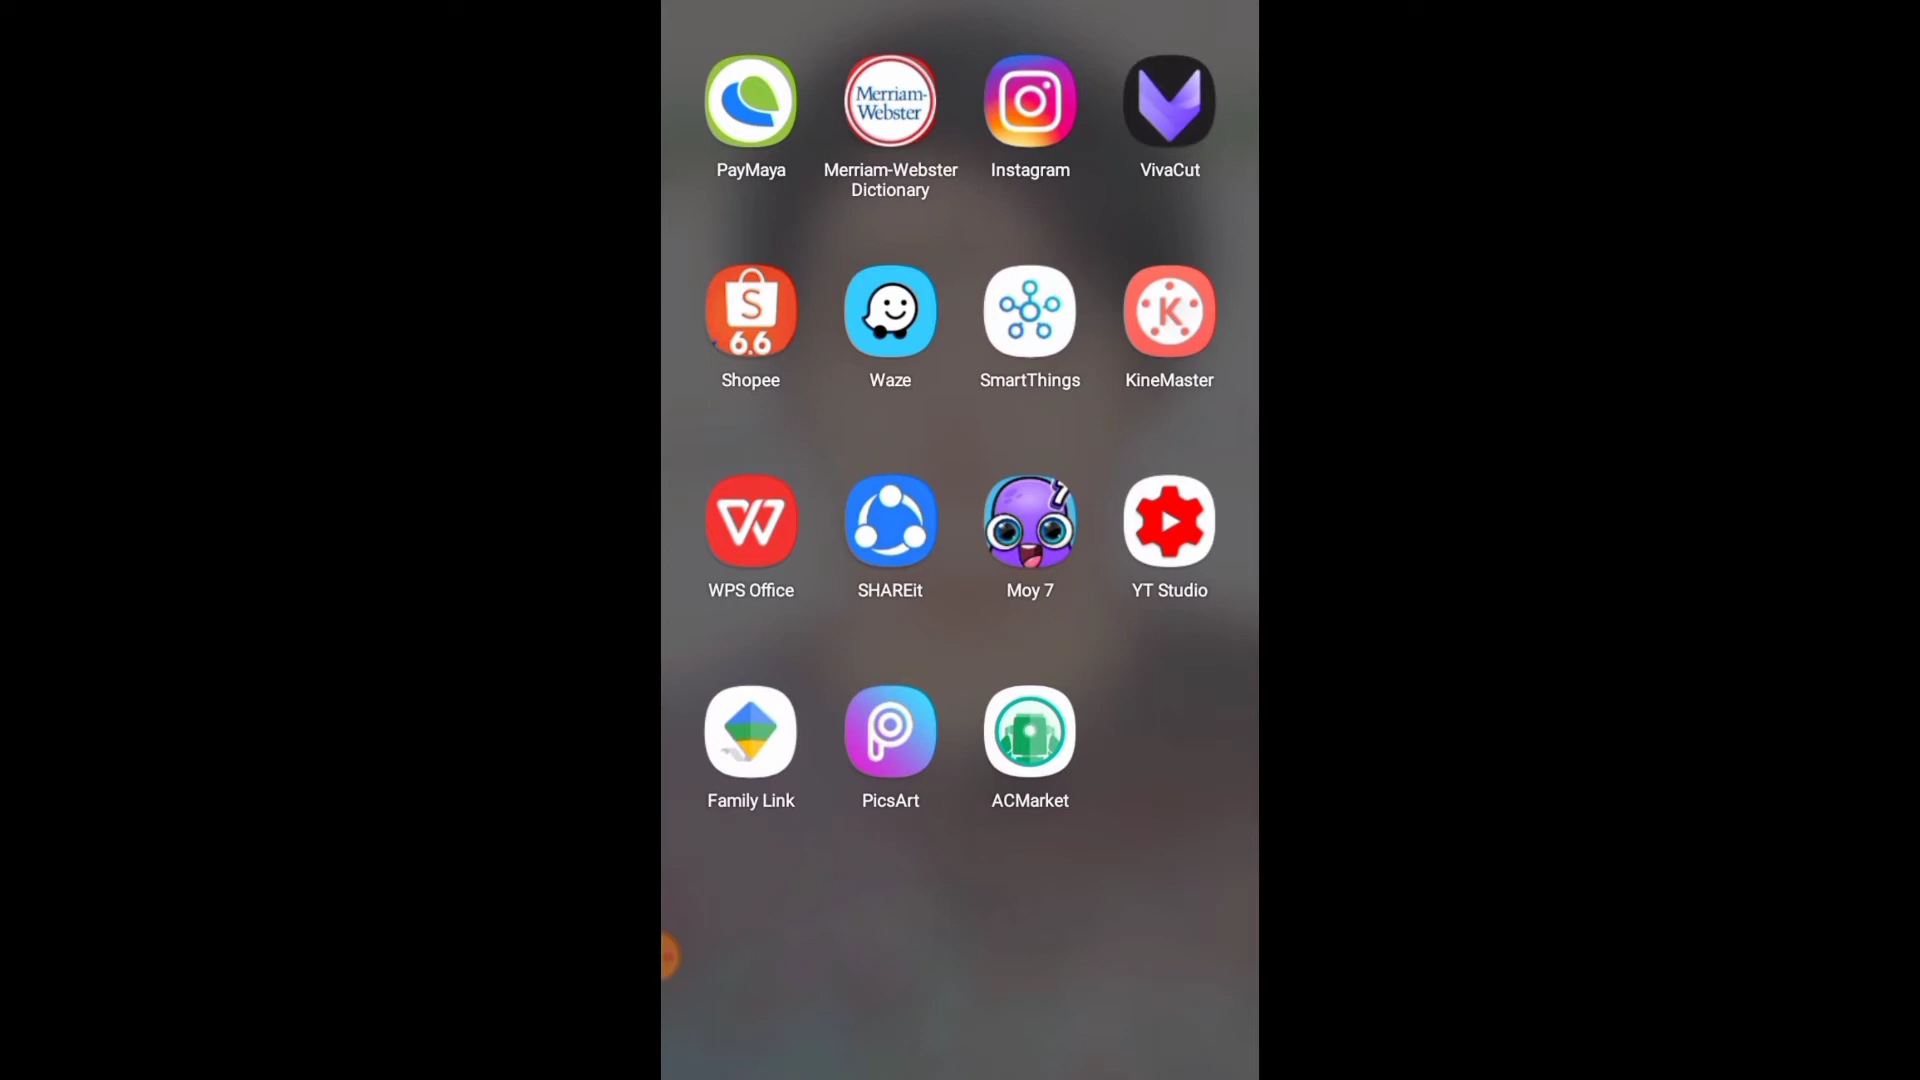 Merriam-
Webster
PayMaya
Merriam-Webster
Dictionary
Instagram
VivaCut
S
6.6
K
Shopee
Waze
SmartThings
KineMaster
W
7
WPS Office
SHAREit
Moy 7
YT Studio
P
Family Link
PicsArt
ACMarket